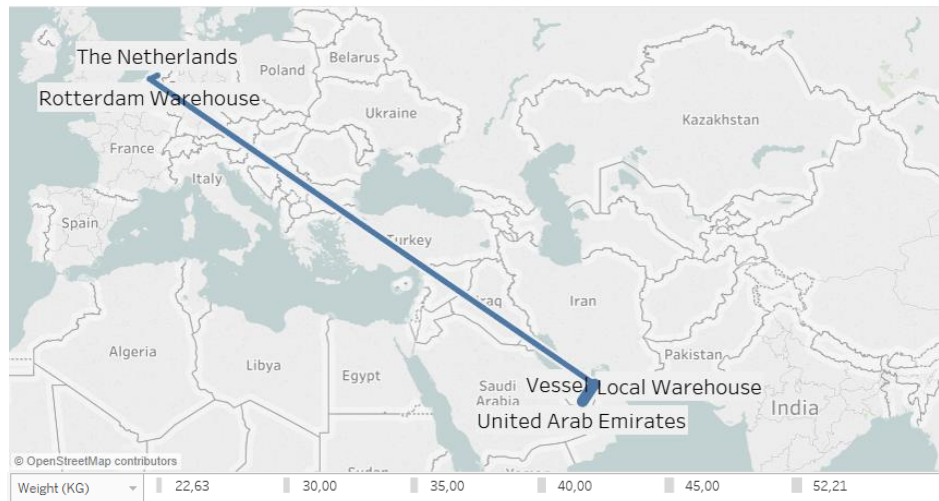 The Netherlands
Poland
Belarus
Rotterdam Warehouse
Ukraine
Kazakhstan
France
Italy
Spain
Turkey
Iraq
Iran
Algeria
Libya
Egypt
Pakistan
Saudi
Arabia
Vessel
Local Warehouse
United Arab Emirates
India
Sudan
Yemen
© OpenStreetMap contributors
Weight (KG)
22,63
30,00
35,00
40,00
45,00
52,21